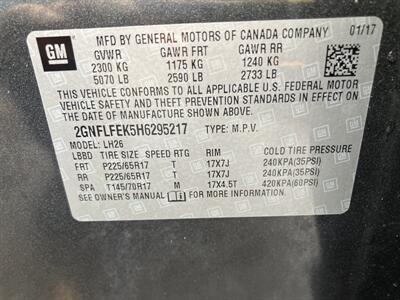 MFD BY GENERAL MOTORS OF CANADA COMPANY 01/17
GM GVWR GAWR FRT GAWR RR
2300 KG 1175 KG 1240 KG
5070 LB 2590 LB 2733 LB
THIS VEHICLE CONFORMS TO ALL APPLICABLE U.S. FEDERAL MOTOR
VEHICLE SAFETY AND THEFT PREVENTION STANDARDS IN EFFECT ON
THE DATE OF MANUFACTURE SHOWN ABOVE.
2GNFLFEK5H6295217 TYPE: M.P.V.
MODEL: LH26
LBBD TIRE SIZE SPEED RTG RIM COLD TIRE PRESSURE
FRT P225/65R17 T 17X7J 240KPA(35PSI)
RR P225/65R17 T 17X7J 240KPA(35PSI)
SPA T145/70R17 M 17X4.5T 420KPA(60PSI)
SEE OWNER'S MANUAL FOR MORE INFORMATION.